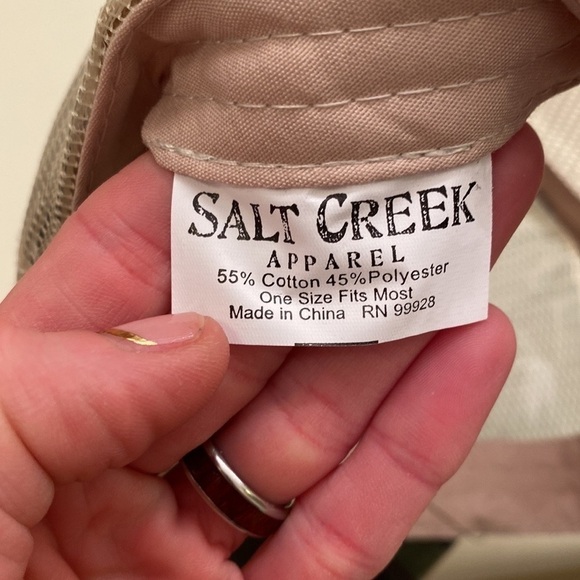 SALT CREEK
APPAREL
55% Cotton 45%Polyester
One Size Fits Most
Made in China RN 99928